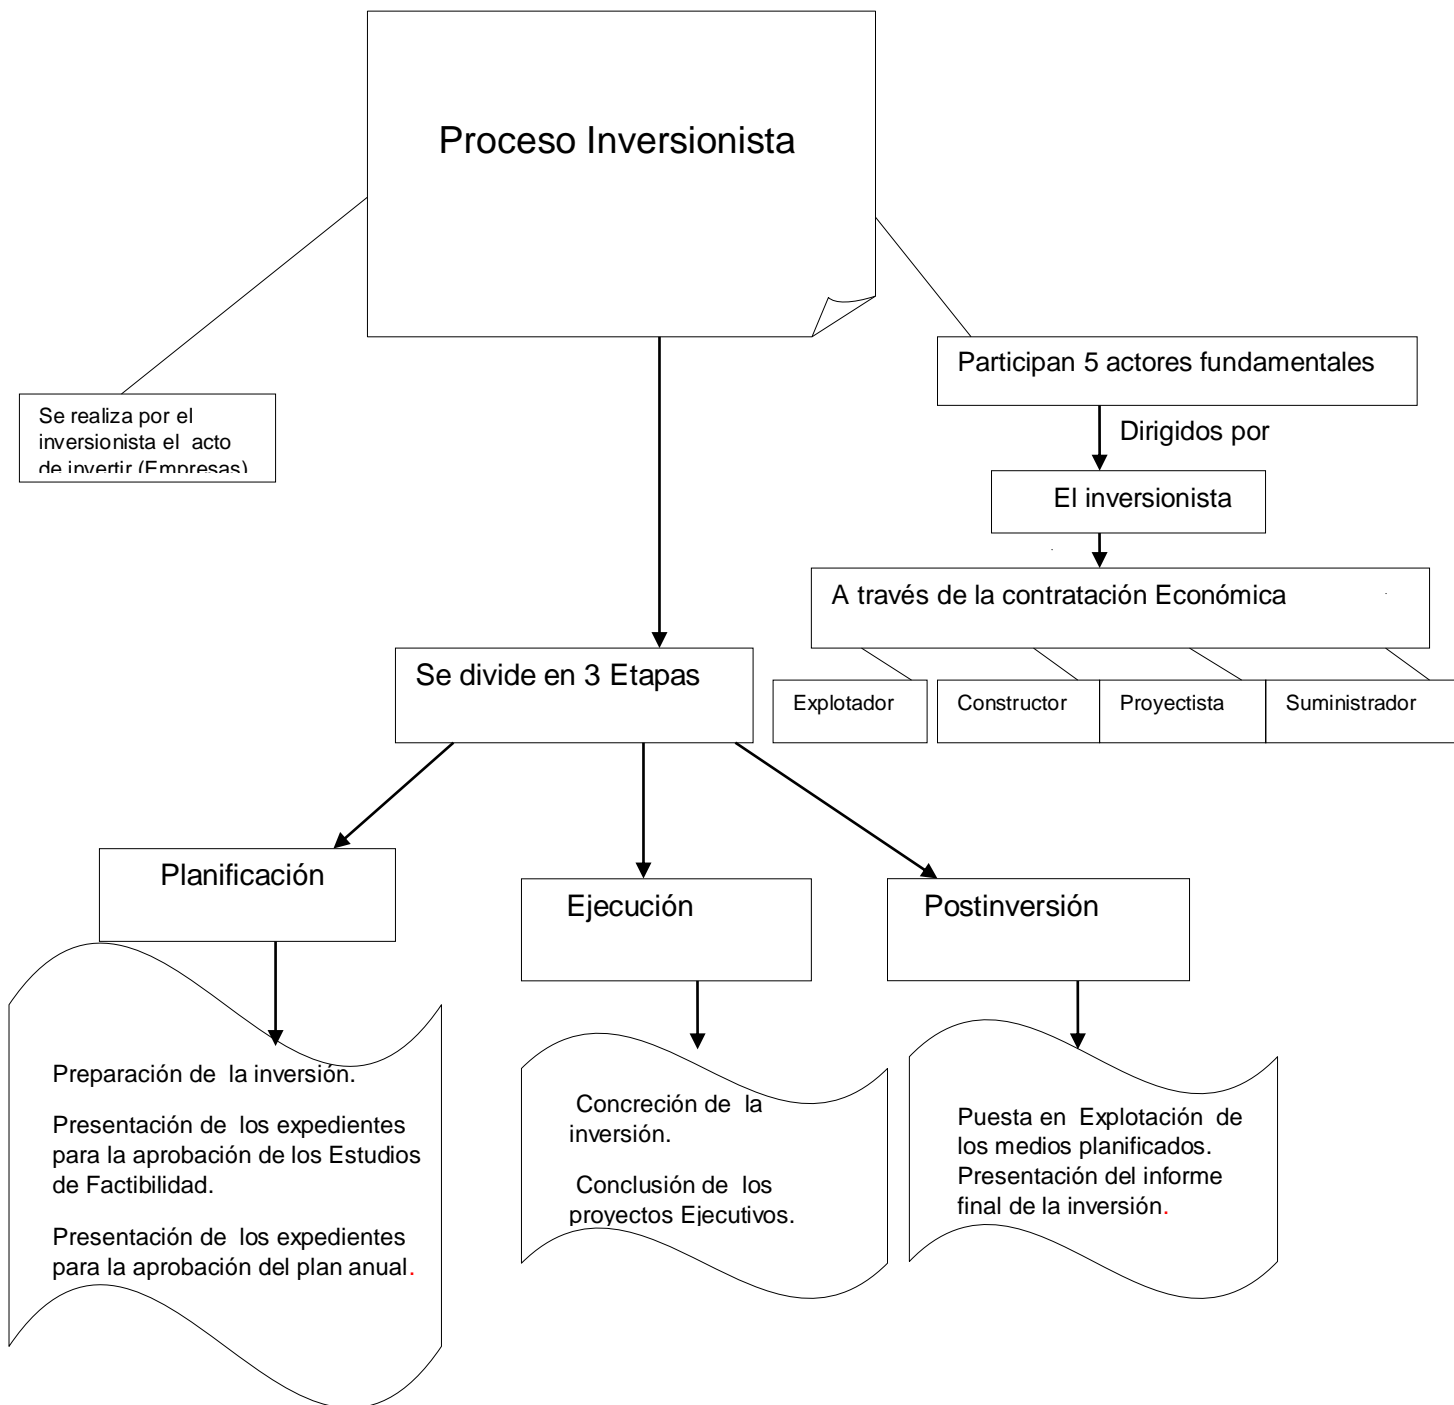 Proceso Inversionista
Participan 5 actores fundamentales
Se realiza por el
inversionista el acto
de invertir (Empresas)
Dirigidos por
El inversionista
A través de la contratación Económica
Se divide en 3 Etapas
Explotador
Constructor
Proyectista
Suministrador
Planificación
Ejecución
Postinversión
Preparación de la inversión.
Presentación de los expedientes
para la aprobación de los Estudios
de Factibilidad.
Presentación de los expedientes
para la aprobación del plan anual.
Concreción de la
inversión.
Conclusión de los
proyectos Ejecutivos.
Puesta en Explotación de
los medios planificados.
Presentación del informe
final de la inversión.